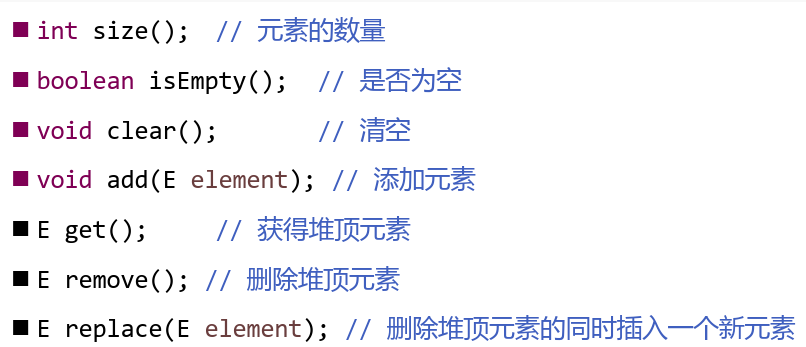 ■ int size(); // 元素的数量
■ boolean isEmpty(); // 是否为空
■ void clear(); // 清空
■ void add(E element); // 添加元素
■ E get(); // 获得堆顶元素
■ E remove(); // 删除堆顶元素
■ E replace(E element); // 删除堆顶元素的同时插入一个新元素